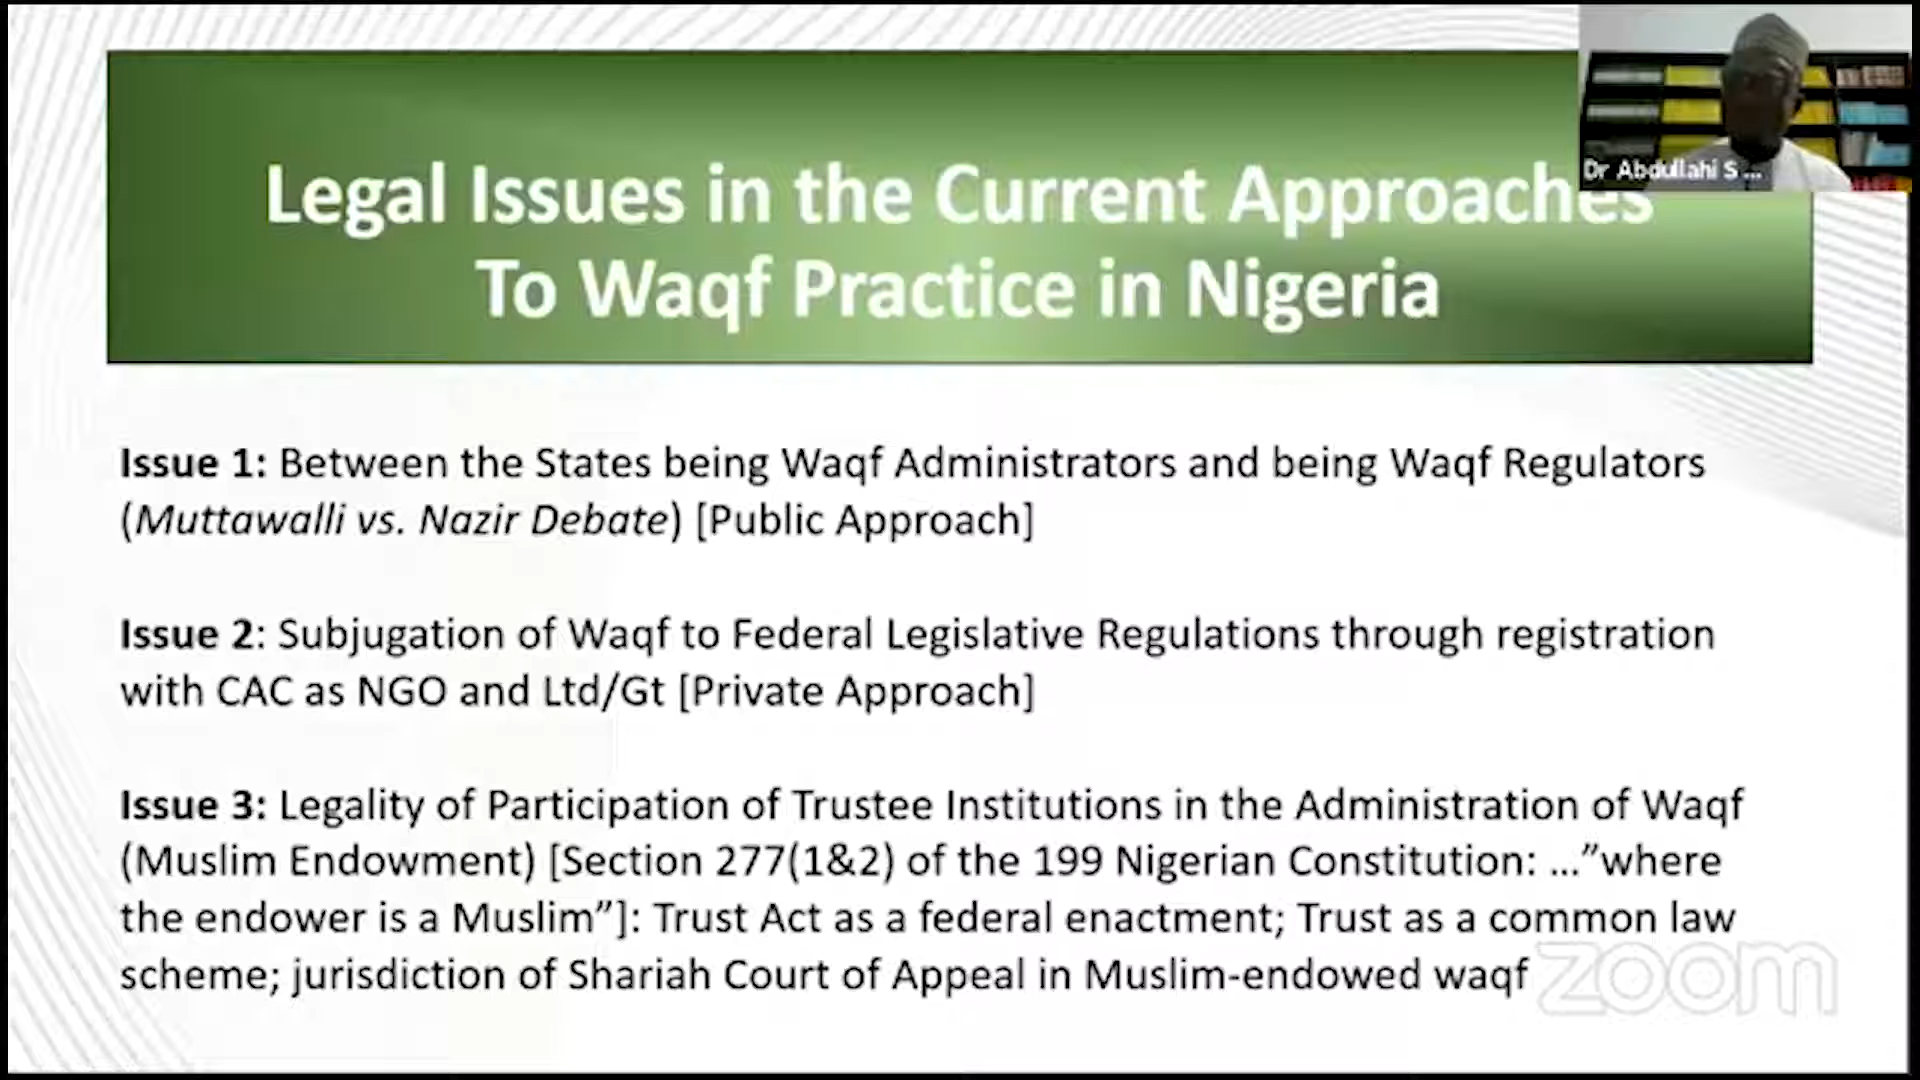 Legal Issues in the Current Approaches
To Waqf Practice in Nigeria
Dr Abdullahi S ...
Issue 1: Between the States being Waqf Administrators and being Waqf Regulators
(Muttawalli vs. Nazir Debate) [Public Approach]
Issue 2: Subjugation of Waqf to Federal Legislative Regulations through registration
with CAC as NGO and Ltd/Gt [Private Approach]
Issue 3: Legality of Participation of Trustee Institutions in the Administration of Waqf
(Muslim Endowment) [Section 277(1&2) of the 199 Nigerian Constitution: ...”where
the endower is a Muslim”]: Trust Act as a federal enactment; Trust as a common law
scheme; jurisdiction of Shariah Court of Appeal in Muslim-endowed waqf
zoom